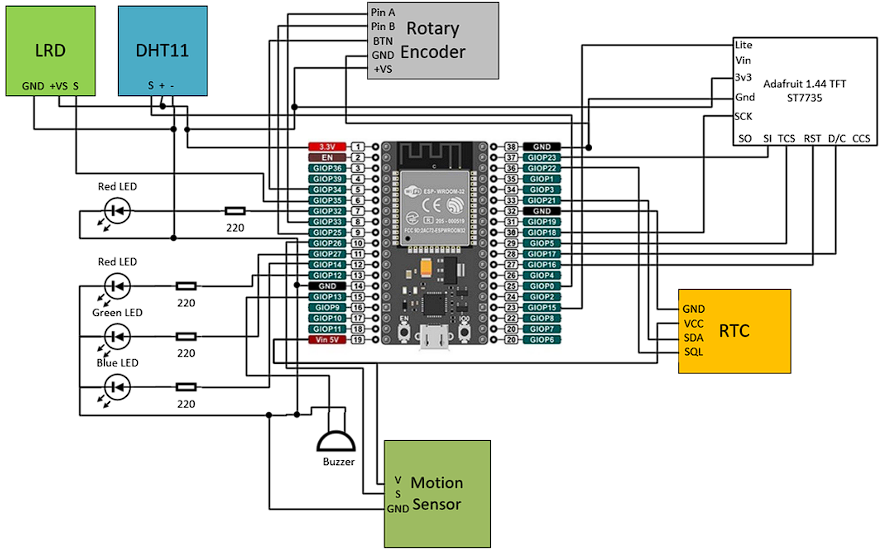 LRD
GND +VS S
DHT11
S + -
Pin A
Pin B
BTN
GND
+VS
Rotary
Encoder
Lite
Vin
3v3
Gnd
SCK
Adafruit 1.44 TFT
ST7735
SO SI TCS RST D/C CCS
3.3V 1
EN 2
GIOP36 3
GIOP39 4
GIOP34 5
GIOP35 6
GIOP32 7
GIOP33 8
GIOP25 9
GIOP26 10
GIOP27 11
GIOP14 12
GIOP12 13
GND 14
GIOP13 15
GIOP9 16
GIOP10 17
GIOP11 18
Vin 5V 19
WiFi
ESP-WROOM-32
CE
EN
IO0
38 GND
37 GIOP23
36 GIOP22
35 GIOP1
34 GIOP3
33 GIOP21
32 GND
31 GIOP19
30 GIOP18
29 GIOP5
28 GIOP17
27 GIOP16
26 GIOP4
25 GIOP0
24 GIOP2
23 GIOP15
22 GIOP8
20 GIOP7
20 GIOP6
Red LED
220
Red LED
220
Green LED
220
Blue LED
220
Buzzer
GND
VCC
SDA
SQL
RTC
V
S
GND
Motion
Sensor